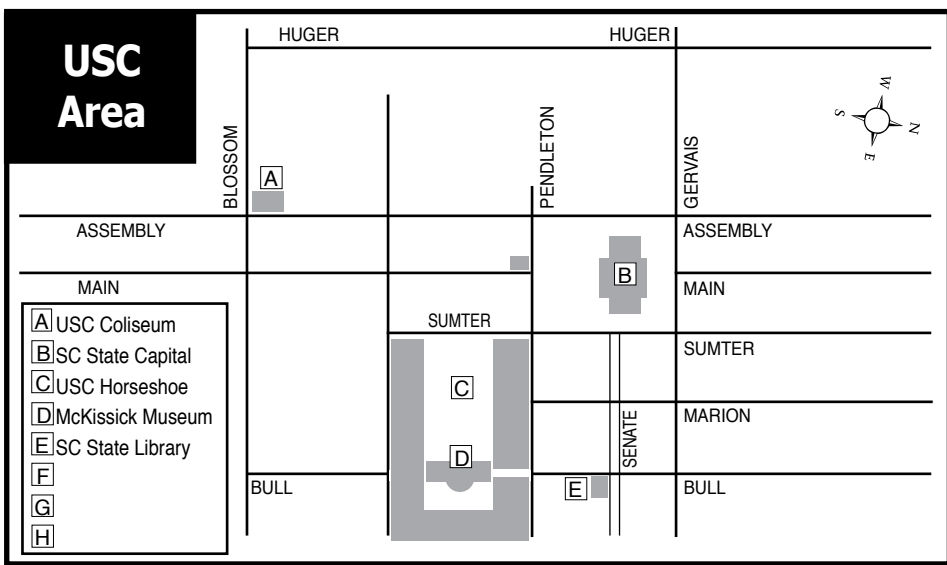 USC
Area
HUGER
HUGER
BLOSSOM
PENDLETON
GERVAIS
W
S
N
E
A
ASSEMBLY
ASSEMBLY
B
MAIN
MAIN
SUMTER
SUMTER
A USC Coliseum
B SC State Capital
C USC Horseshoe
D McKissick Museum
E SC State Library
F
G
H
C
MARION
SENATE
D
BULL
E
BULL